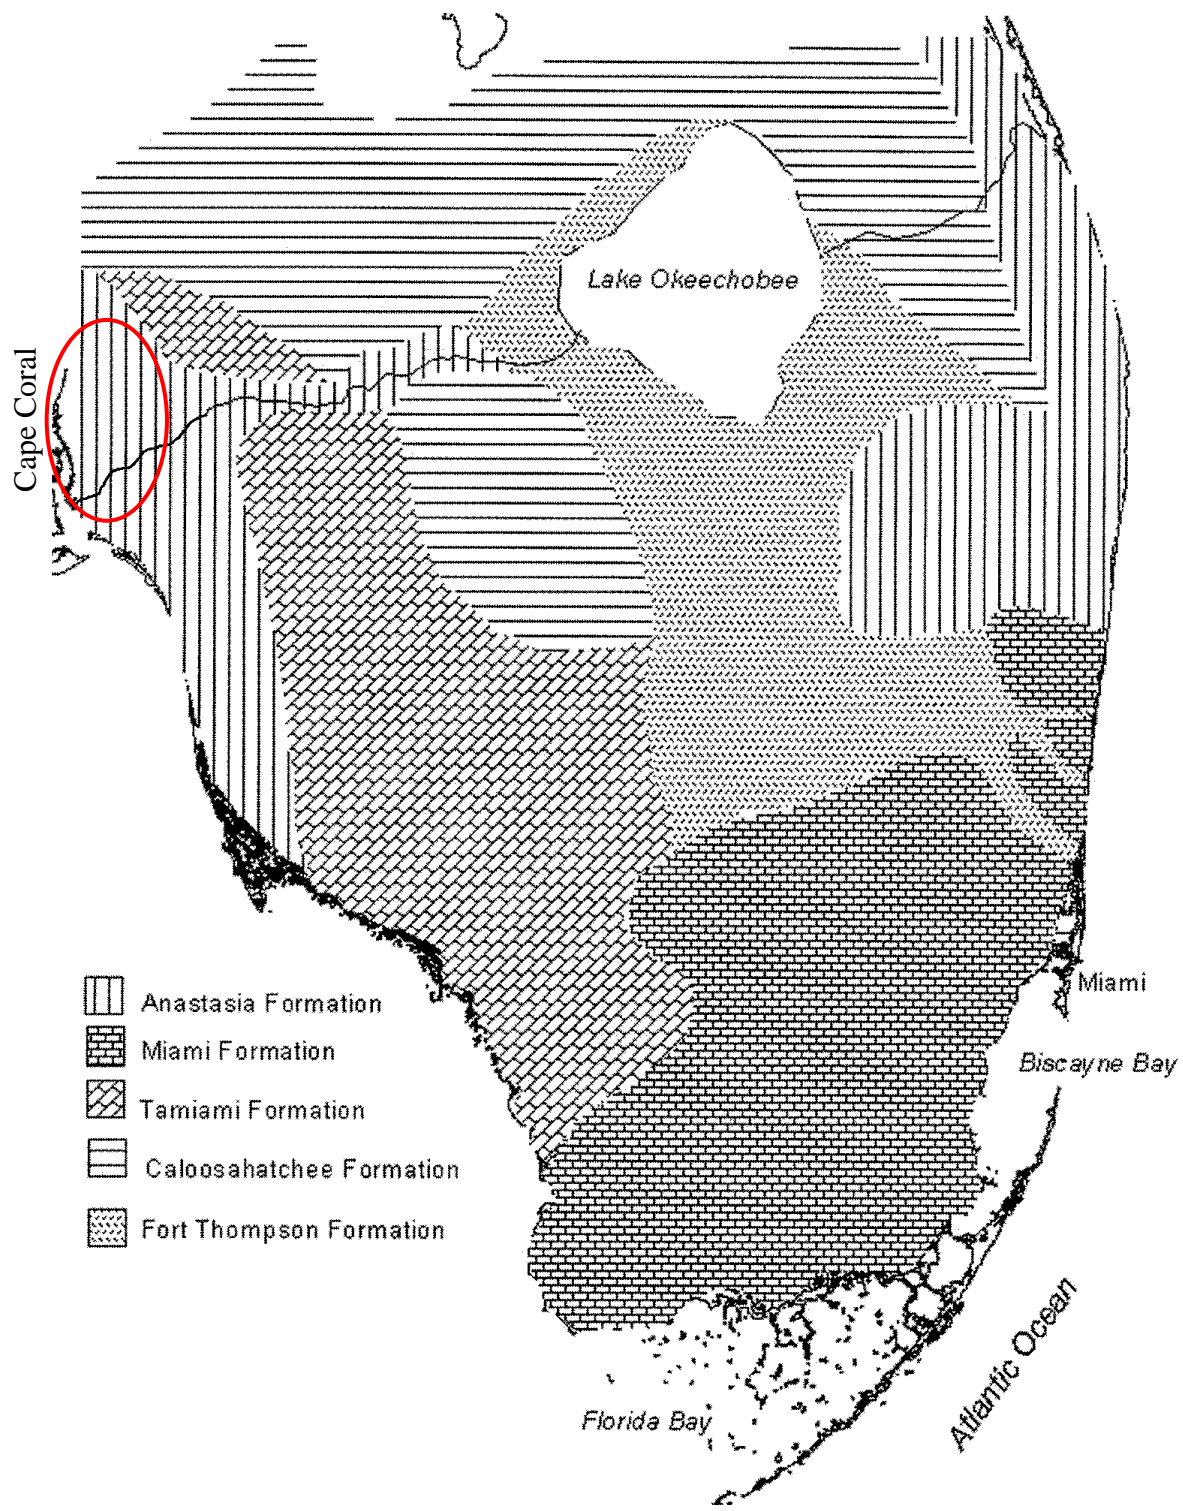 Lake Okeechobee
Cape Coral
Anastasia Formation
Miami Formation
Tamiami Formation
Caloosahatchee Formation
Fort Thompson Formation
Miami
Biscayne Bay
Atlantic Ocean
Florida Bay